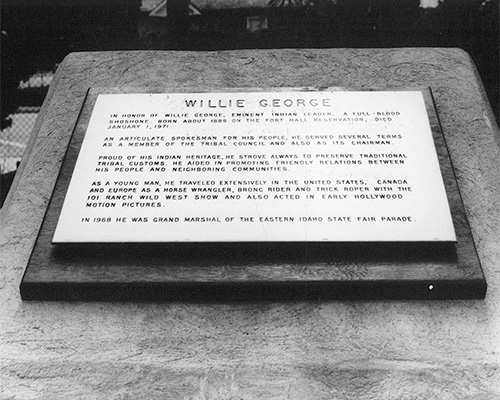 WILLIE GEORGE
IN HONOR OF WILLIE GEORGE, EMINENT INDIAN LEADER, A FULL-BLOOD
SHOSHONE BORN ABOUT 1889 ON THE FORT HALL RESERVATION, DIED
JANUARY 1, 1971.
AN ARTICULATE SPOKESMAN FOR HIS PEOPLE, HE SERVED SEVERAL TERMS
AS A MEMBER OF THE TRIBAL COUNCIL AND ALSO AS ITS CHAIRMAN.
PROUD OF HIS INDIAN HERITAGE, HE STROVE ALWAYS TO PRESERVE TRADITIONAL
TRIBAL CUSTOMS. HE AIDED IN PROMOTING FRIENDLY RELATIONS BETWEEN
HIS PEOPLE AND NEIGHBORING COMMUNITIES.
AS A YOUNG MAN, HE TRAVELED EXTENSIVELY IN THE UNITED STATES, CANADA
AND EUROPE AS A HORSE WRANGLER, BRONC RIDER AND TRICK ROPER WITH THE
101 RANCH WILD WEST SHOW AND ALSO ACTED IN EARLY HOLLYWOOD
MOTION PICTURES.
IN 1968 HE WAS GRAND MARSHAL OF THE EASTERN IDAHO STATE FAIR PARADE.